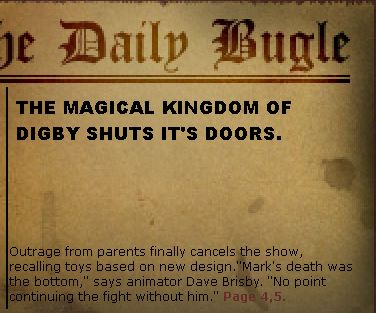 he Daily Bugle
THE MAGICAL KINGDOM OF
DIGBY SHUTS IT'S DOORS.
Outrage from parents finally cancels the show,
recalling toys based on new design."Mark's death was
the bottom," says animator Dave Brisby. "No point
continuing the fight without him." Page 4,5.